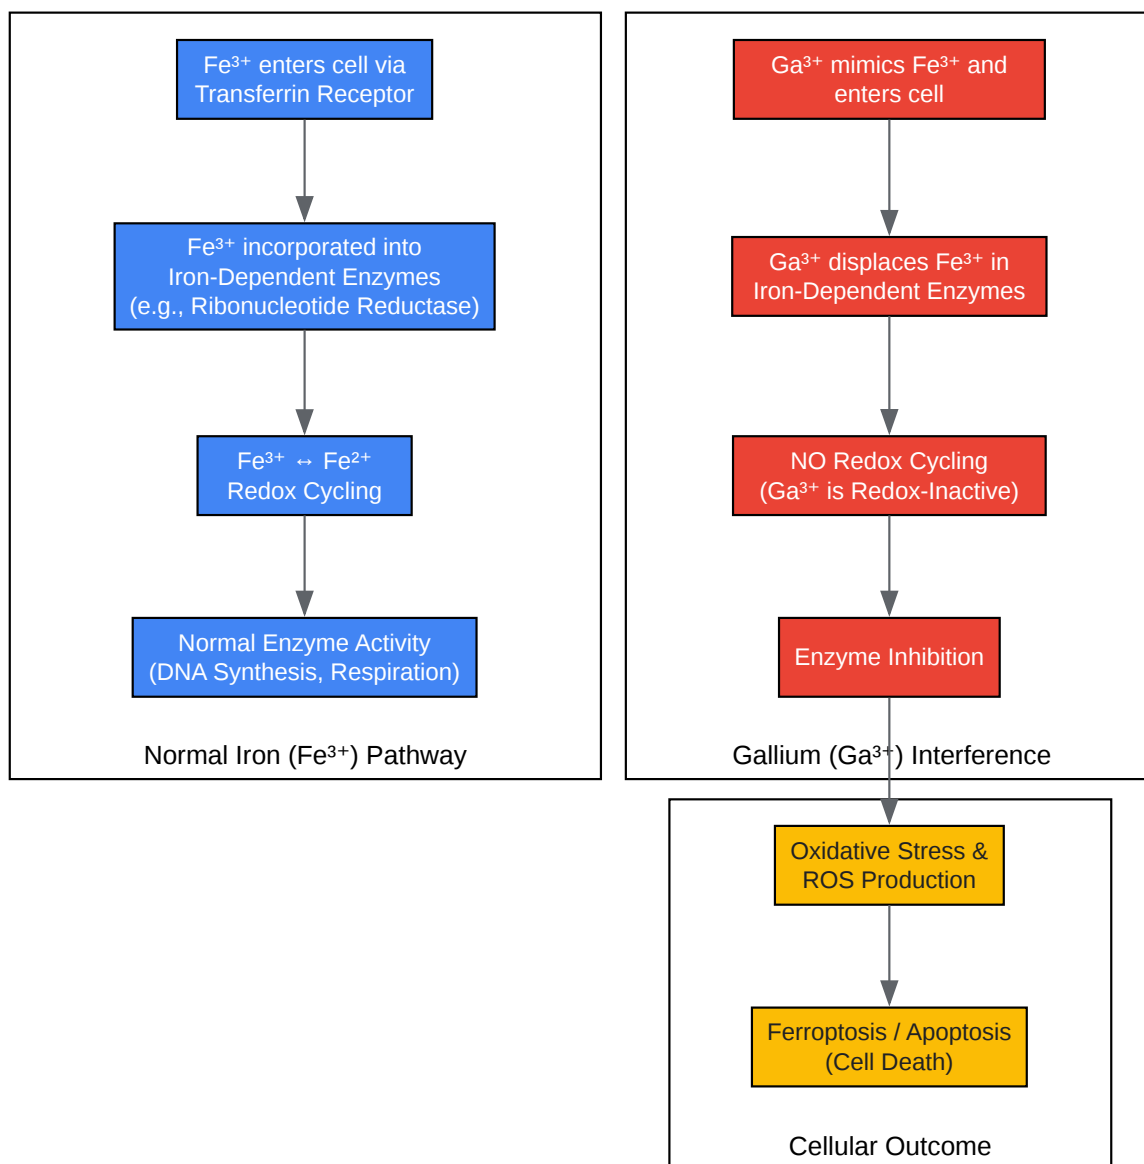 Fe³⁺ enters cell via
Transferrin Receptor
Fe³⁺ incorporated into
Iron-Dependent Enzymes
(e.g., Ribonucleotide Reductase)
Fe³⁺ ↔ Fe²⁺
Redox Cycling
Normal Enzyme Activity
(DNA Synthesis, Respiration)
Normal Iron (Fe³⁺) Pathway
Ga³⁺ mimics Fe³⁺ and
enters cell
Ga³⁺ displaces Fe³⁺ in
Iron-Dependent Enzymes
NO Redox Cycling
(Ga³⁺ is Redox-Inactive)
Enzyme Inhibition
Gallium (Ga³⁺) Interference
Oxidative Stress &
ROS Production
Ferroptosis / Apoptosis
(Cell Death)
Cellular Outcome